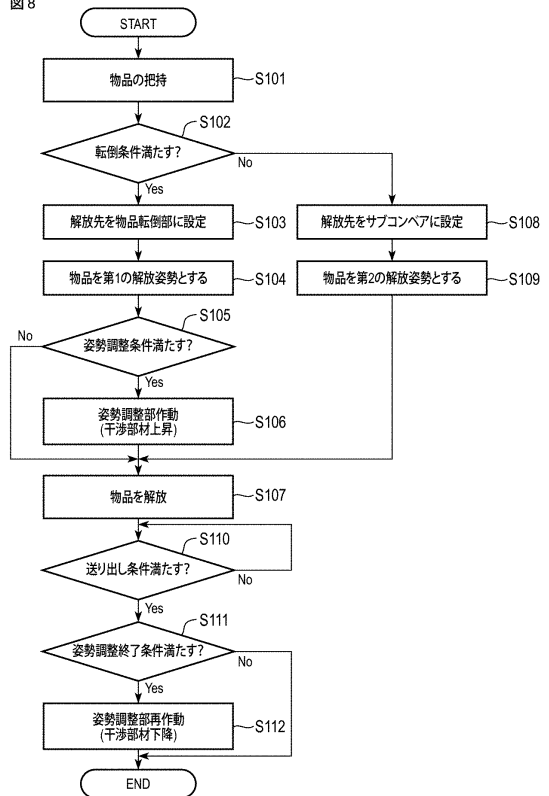 図8
START
物品の把持
S101
転倒条件満たす?
S102
No
Yes
解放先を物品転倒部に設定
S103
解放先をサブコンベアに設定
S108
物品を第1の解放姿勢とする
S104
物品を第2の解放姿勢とする
S109
姿勢調整条件満たす?
S105
No
Yes
姿勢調整部作動
(干渉部材上昇)
S106
物品を解放
S107
送り出し条件満たす?
S110
No
Yes
姿勢調整終了条件満たす?
S111
No
Yes
姿勢調整部再作動
(干渉部材下降)
S112
END